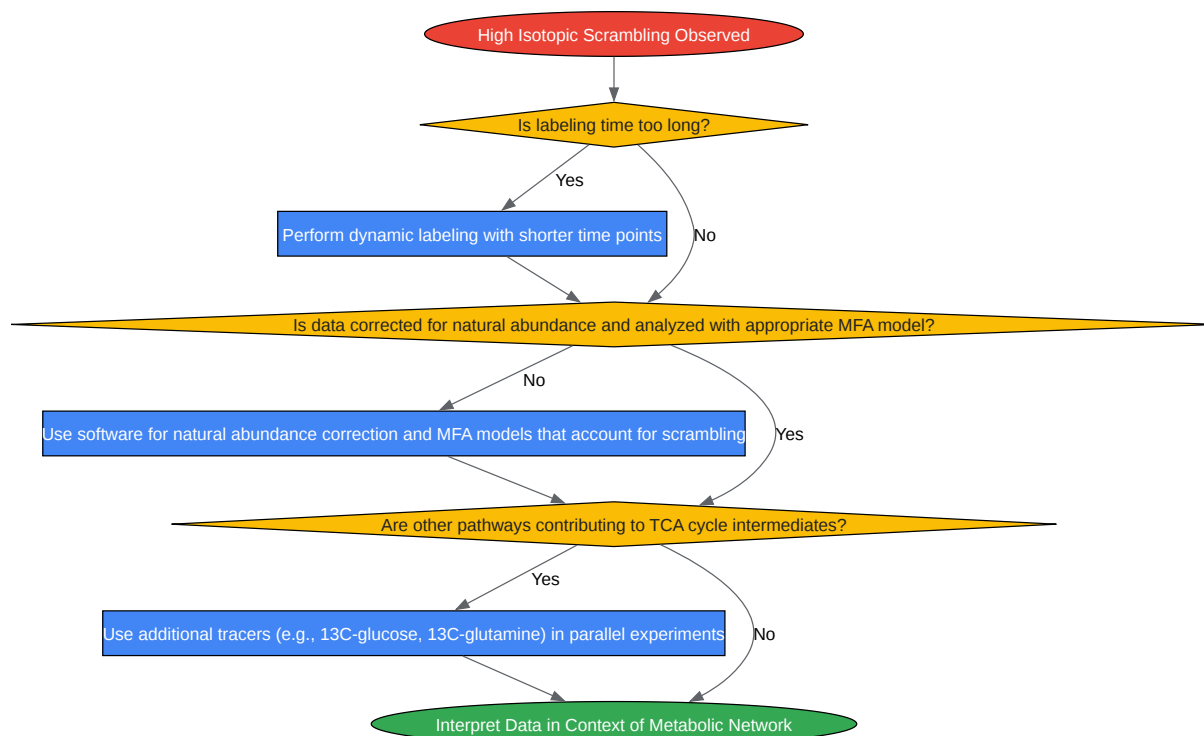 High Isotopic Scrambling Observed
Is labeling time too long?
Yes
Perform dynamic labeling with shorter time points
No
Is data corrected for natural abundance and analyzed with appropriate MFA model?
No
Use software for natural abundance correction and MFA models that account for scrambling
Yes
Are other pathways contributing to TCA cycle intermediates?
Yes
Use additional tracers (e.g., 13C-glucose, 13C-glutamine) in parallel experiments
No
Interpret Data in Context of Metabolic Network